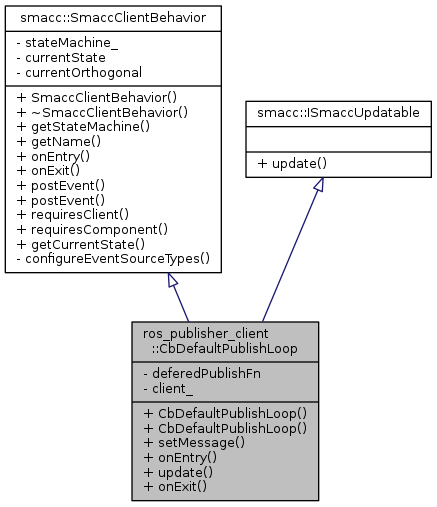 smacc::SmaccClientBehavior
- stateMachine_
- currentState
- currentOrthogonal
+ SmaccClientBehavior()
+ ~SmaccClientBehavior()
+ getStateMachine()
+ getName()
+ onEntry()
+ onExit()
+ postEvent()
+ postEvent()
+ requiresClient()
+ requiresComponent()
+ getCurrentState()
- configureEventSourceTypes()
smacc::ISmaccUpdatable
+ update()
ros_publisher_client
::CbDefaultPublishLoop
- deferedPublishFn
- client_
+ CbDefaultPublishLoop()
+ CbDefaultPublishLoop()
+ setMessage()
+ onEntry()
+ update()
+ onExit()